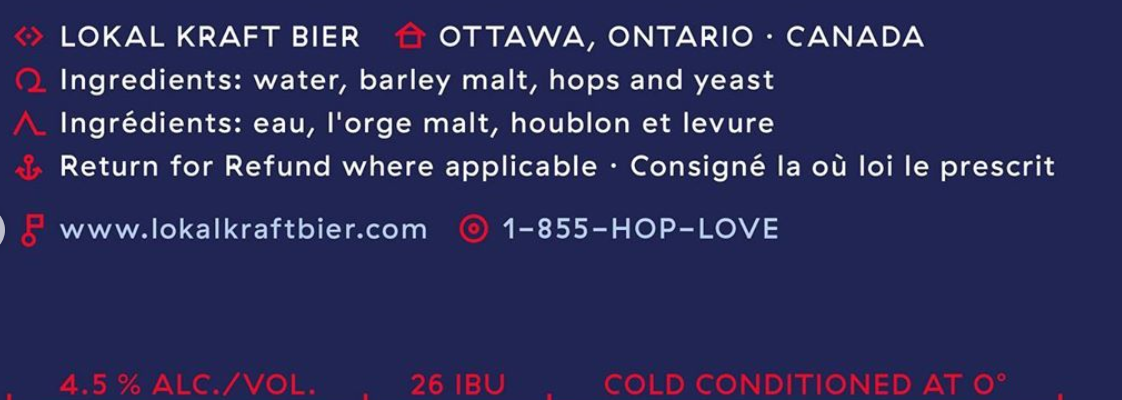 LOKAL KRAFT BIER OTTAWA, ONTARIO · CANADA
Ingredients: water, barley malt, hops and yeast
Ingrédients: eau, l'orge malt, houblon et levure
Return for Refund where applicable · Consigné la où loi le prescrit
www.lokalkraftbier.com 1-855-HOP-LOVE
4.5 % ALC./VOL. 26 IBU COLD CONDITIONED AT 0°